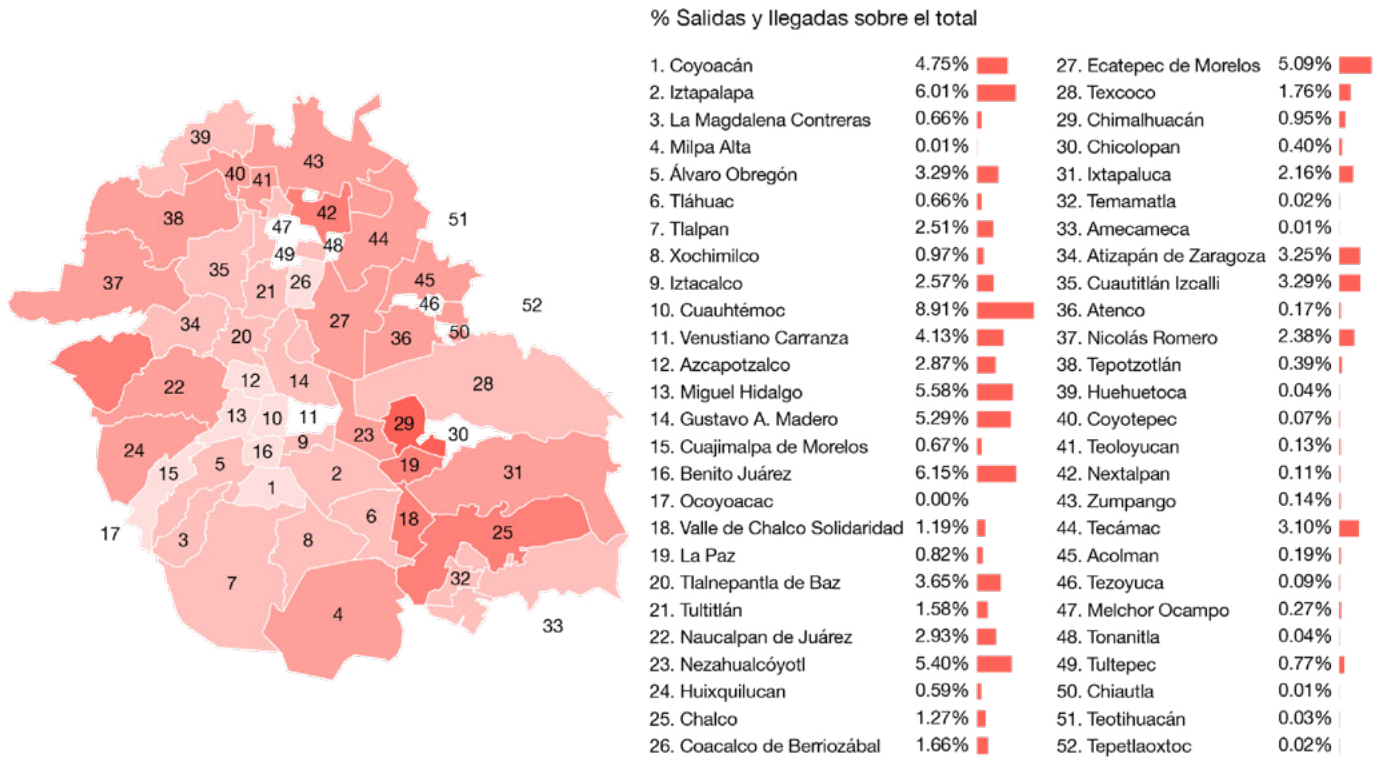 % Salidas y llegadas sobre el total
1. Coyoacán 4.75%
2. Iztapalapa 6.01%
3. La Magdalena Contreras 0.66%
4. Milpa Alta 0.01%
5. Álvaro Obregón 3.29%
6. Tláhuac 0.66%
7. Tlalpan 2.51%
8. Xochimilco 0.97%
9. Iztacalco 2.57%
10. Cuauhtémoc 8.91%
11. Venustiano Carranza 4.13%
12. Azcapotzalco 2.87%
13. Miguel Hidalgo 5.58%
14. Gustavo A. Madero 5.29%
15. Cuajimalpa de Morelos 0.67%
16. Benito Juárez 6.15%
17. Ocoyoacac 0.00%
18. Valle de Chalco Solidaridad 1.19%
19. La Paz 0.82%
20. Tlalnepantla de Baz 3.65%
21. Tultitlán 1.58%
22. Naucalpan de Juárez 2.93%
23. Nezahualcóyotl 5.40%
24. Huixquilucan 0.59%
25. Chalco 1.27%
26. Coacalco de Berriozábal 1.66%
27. Ecatepec de Morelos 5.09%
28. Texcoco 1.76%
29. Chimalhuacán 0.95%
30. Chicolopan 0.40%
31. Ixtapaluca 2.16%
32. Temamatla 0.02%
33. Amecameca 0.01%
34. Atizapán de Zaragoza 3.25%
35. Cuautitlán Izcalli 3.29%
36. Atenco 0.17%
37. Nicolás Romero 2.38%
38. Tepotzotlán 0.39%
39. Huehuetoca 0.04%
40. Coyotepec 0.07%
41. Teoloyucan 0.13%
42. Nextalpan 0.11%
43. Zumpango 0.14%
44. Tecámac 3.10%
45. Acolman 0.19%
46. Tezoyuca 0.09%
47. Melchor Ocampo 0.27%
48. Tonanitla 0.04%
49. Tultepec 0.77%
50. Chiautla 0.01%
51. Teotihuacán 0.03%
52. Tepetlaoxtoc 0.02%
39
43
40
41
42
38
47
51
48
44
49
35
26
45
37
21
46
52
27
34
20
36
50
12
14
22
28
13
10
11
29
30
23
9
24
16
5
15
2
19
31
1
6
18
17
3
8
25
7
32
4
33